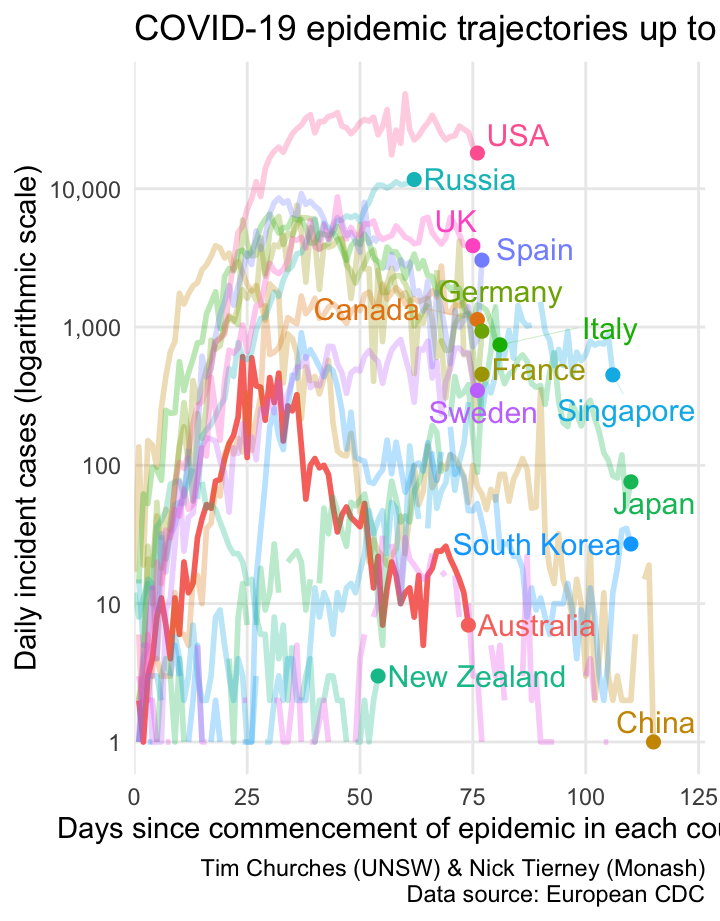 COVID-19 epidemic trajectories up to
Daily incident cases (logarithmic scale)
10,000
1,000
100
10
1
USA
Russia
UK
Spain
Germany
Canada
Italy
France
Sweden
Singapore
Japan
South Korea
Australia
New Zealand
China
0 25 50 75 100 125
Days since commencement of epidemic in each cou
Tim Churches (UNSW) & Nick Tierney (Monash)
Data source: European CDC